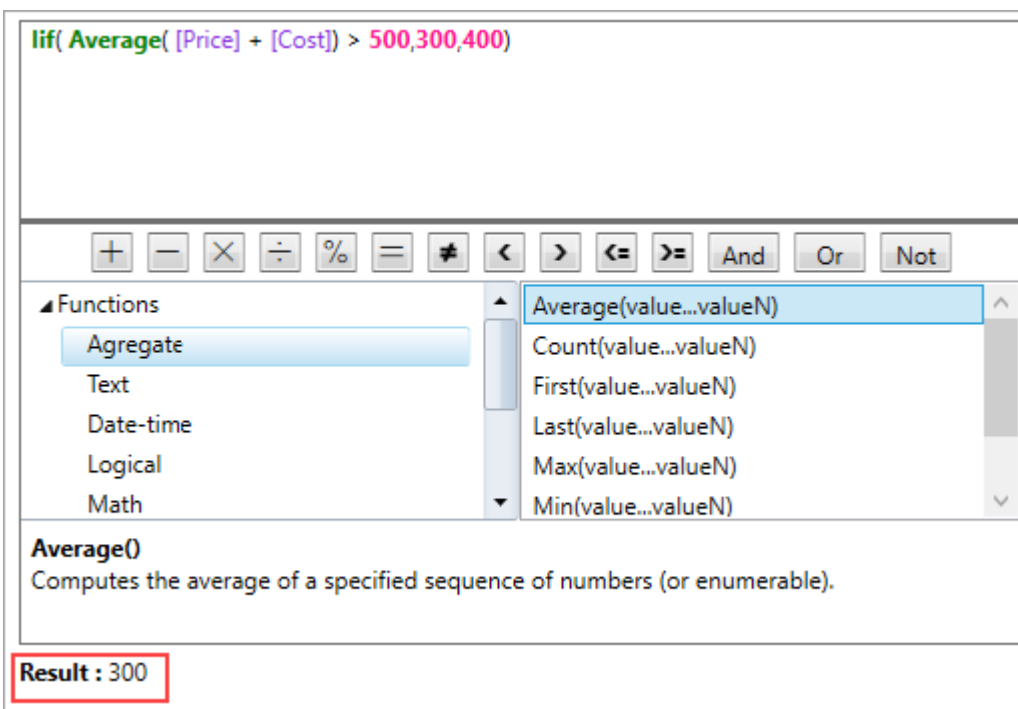 Iif( Average( [Price] + [Cost]) > 500,300,400)
+ − × ÷ % = ≠ < > <= >= And Or Not
Functions
Agregate
Text
Date-time
Logical
Math
Average(value...valueN)
Count(value...valueN)
First(value...valueN)
Last(value...valueN)
Max(value...valueN)
Min(value...valueN)
Average()
Computes the average of a specified sequence of numbers (or enumerable).
Result : 300